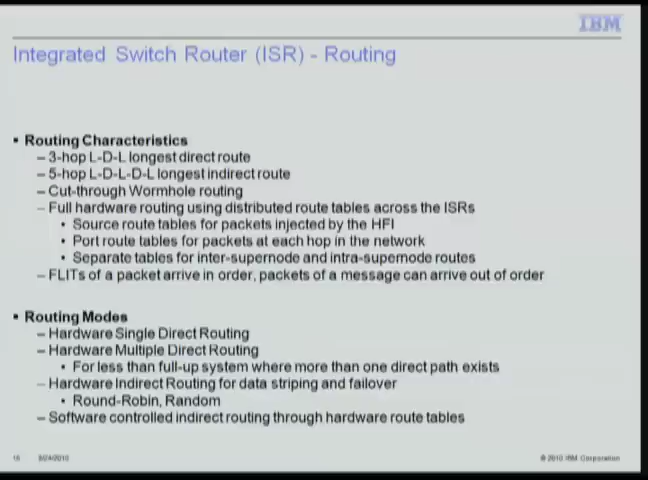 IBM
Integrated Switch Router (ISR) - Routing
▪ Routing Characteristics
– 3-hop L-D-L longest direct route
– 5-hop L-D-L-D-L longest indirect route
– Cut-through Wormhole routing
– Full hardware routing using distributed route tables across the ISRs
• Source route tables for packets injected by the HFI
• Port route tables for packets at each hop in the network
• Separate tables for inter-supernode and intra-supernode routes
– FLITs of a packet arrive in order, packets of a message can arrive out of order
▪ Routing Modes
– Hardware Single Direct Routing
– Hardware Multiple Direct Routing
• For less than full-up system where more than one direct path exists
– Hardware Indirect Routing for data striping and failover
• Round-Robin, Random
– Software controlled indirect routing through hardware route tables
8/24/2010
© 2010 IBM Corporation